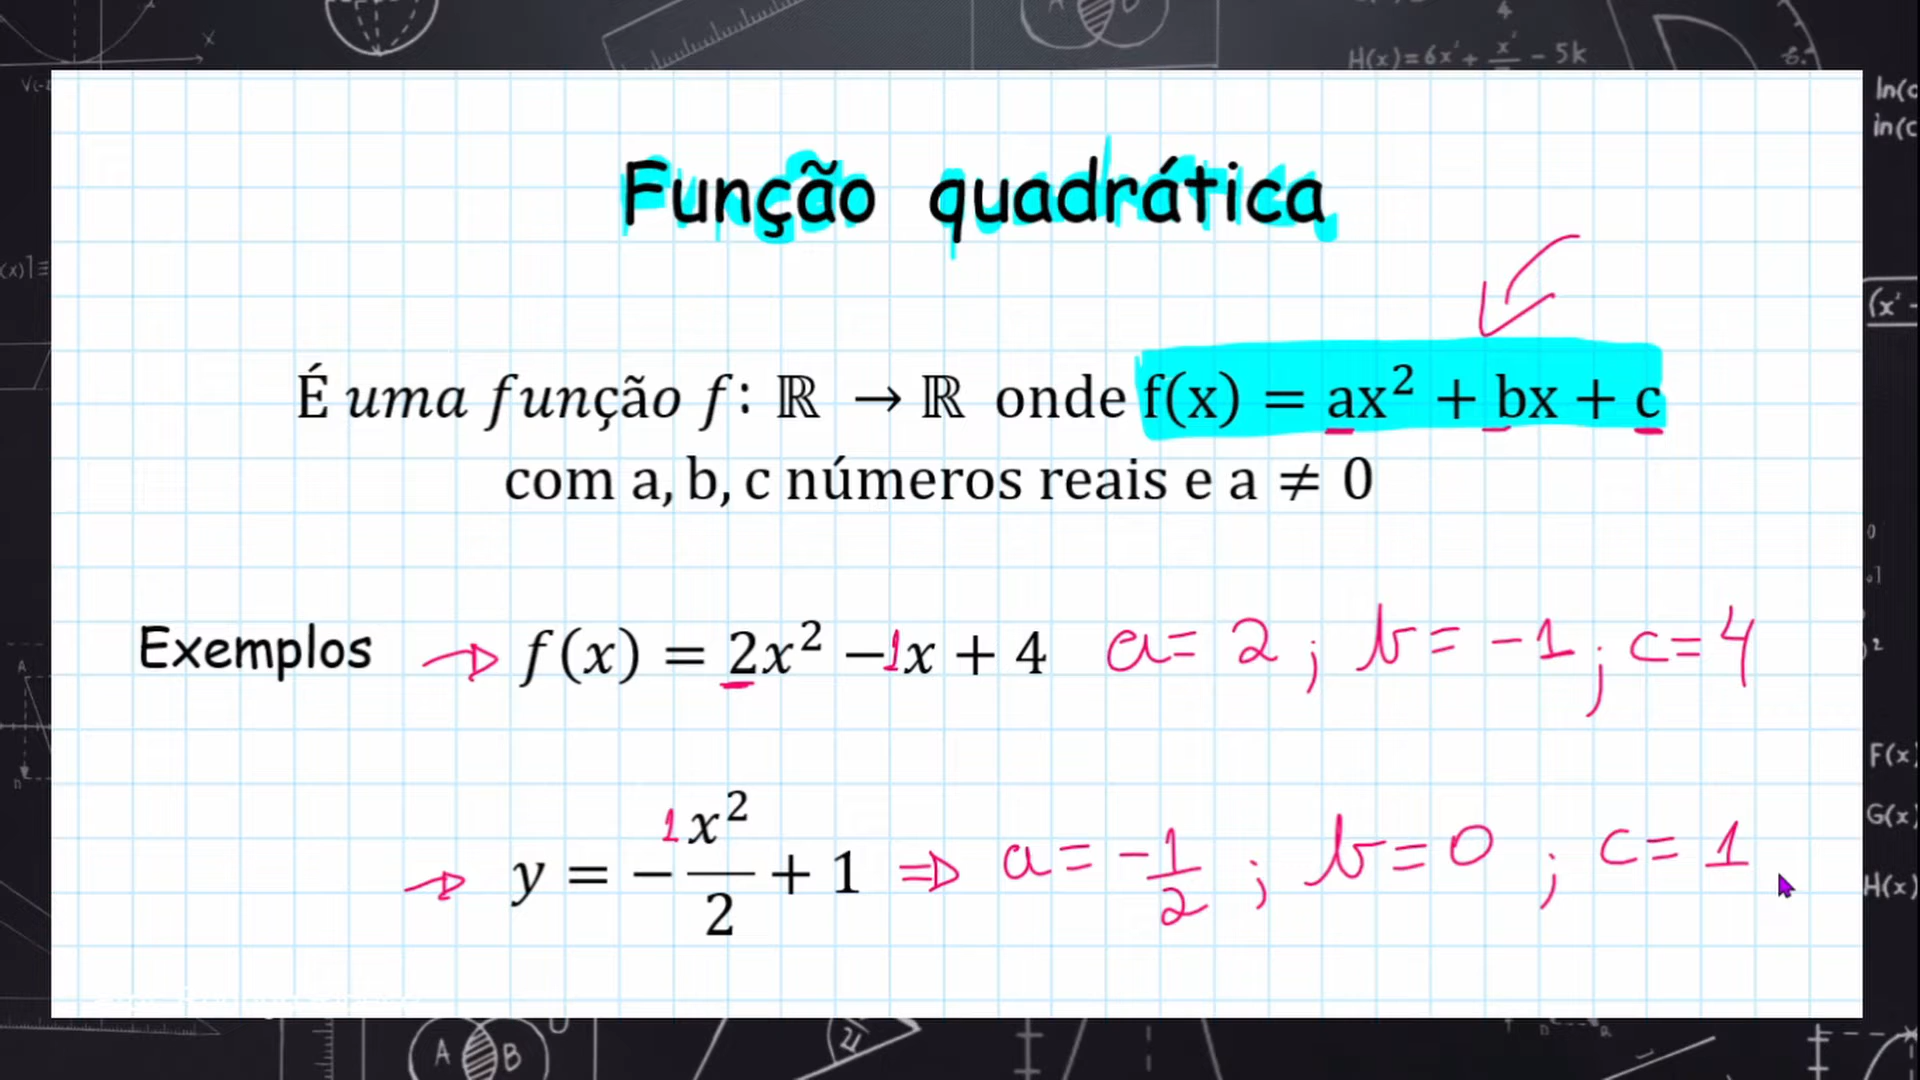 H(x)=6x²+ x²/ - 5k
Função quadrática
É uma função f: ℝ → ℝ onde f(x) = ax² + bx + c
com a, b, c números reais e a ≠ 0
Exemplos → f(x) = 2x² −1x + 4 a= 2 ; b= -1 ; c= 4
→ y = − 1x²/2 + 1 ⇒ a = -1/2 ; b= 0 ; c= 1
F(x)
G(x)
H(x)
A B